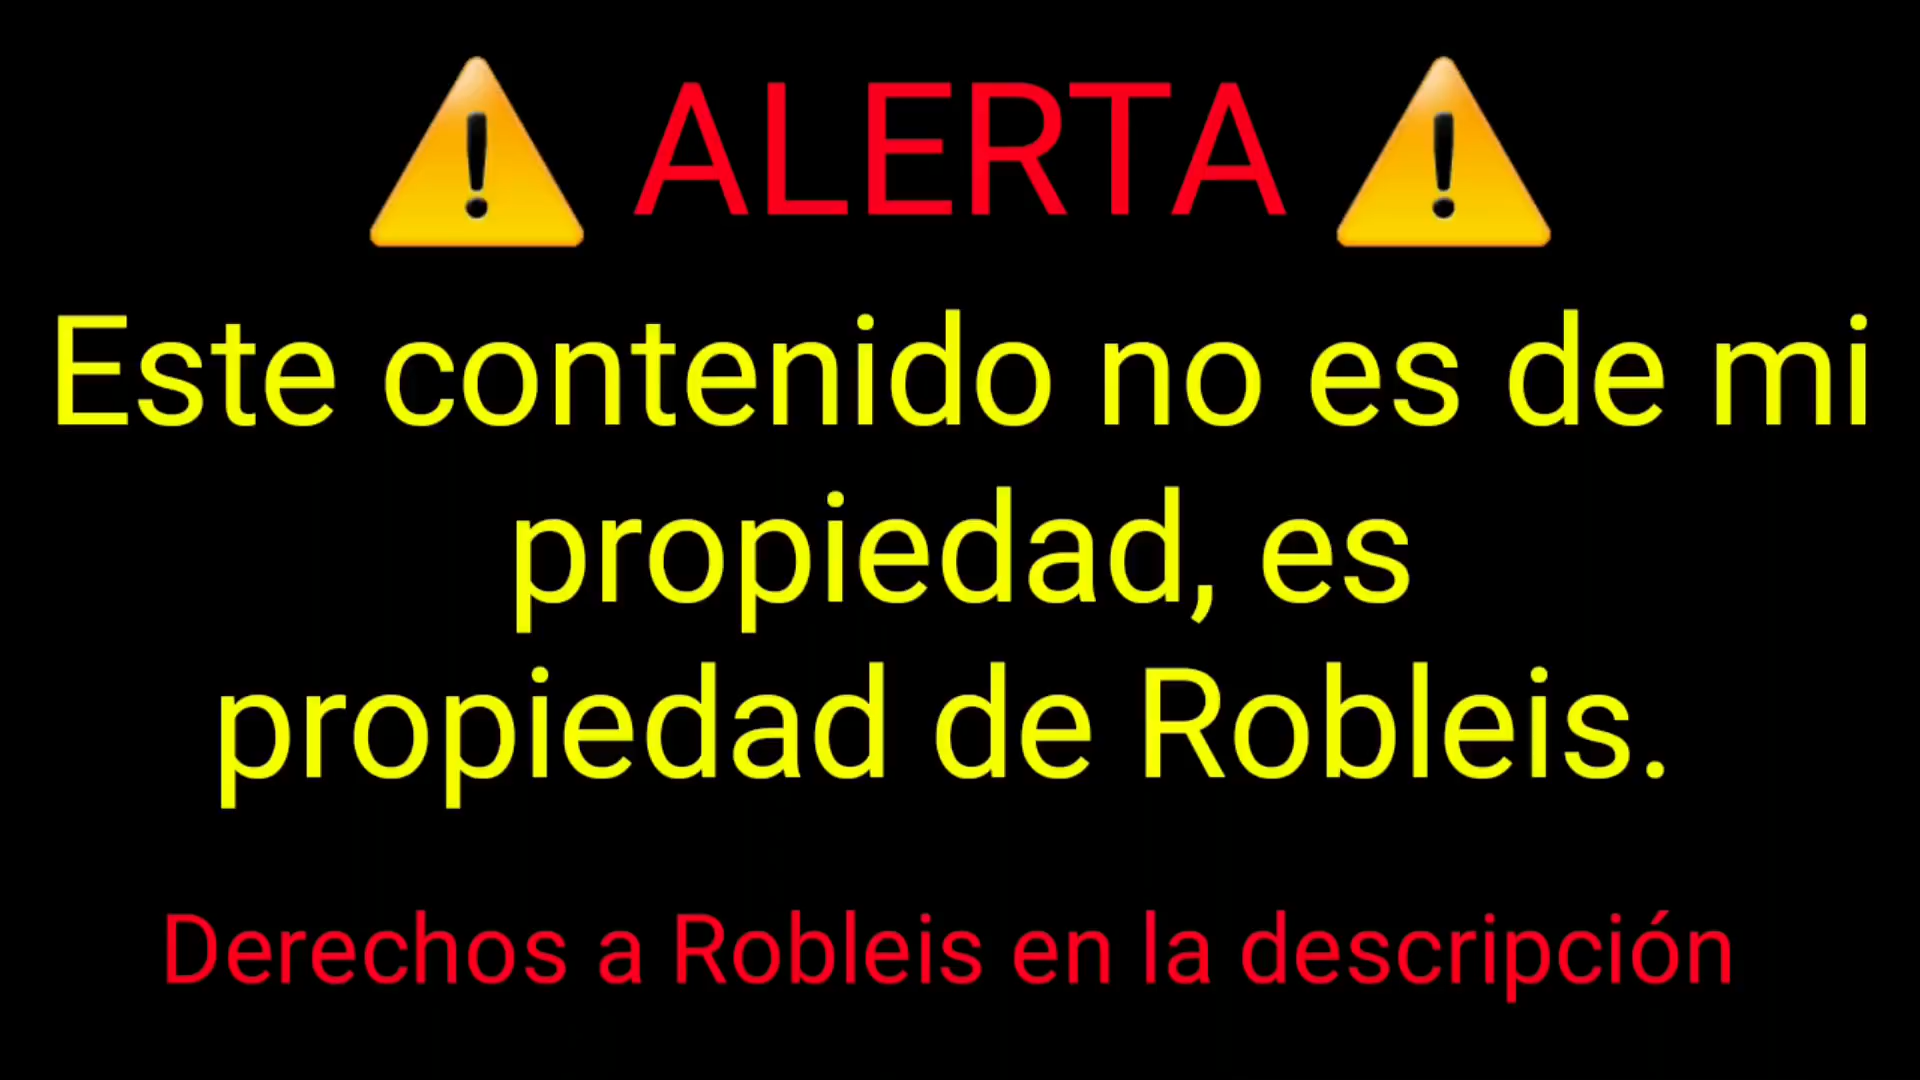 ⚠ ALERTA ⚠
Este contenido no es de mi
propiedad, es
propiedad de Robleis.
Derechos a Robleis en la descripción